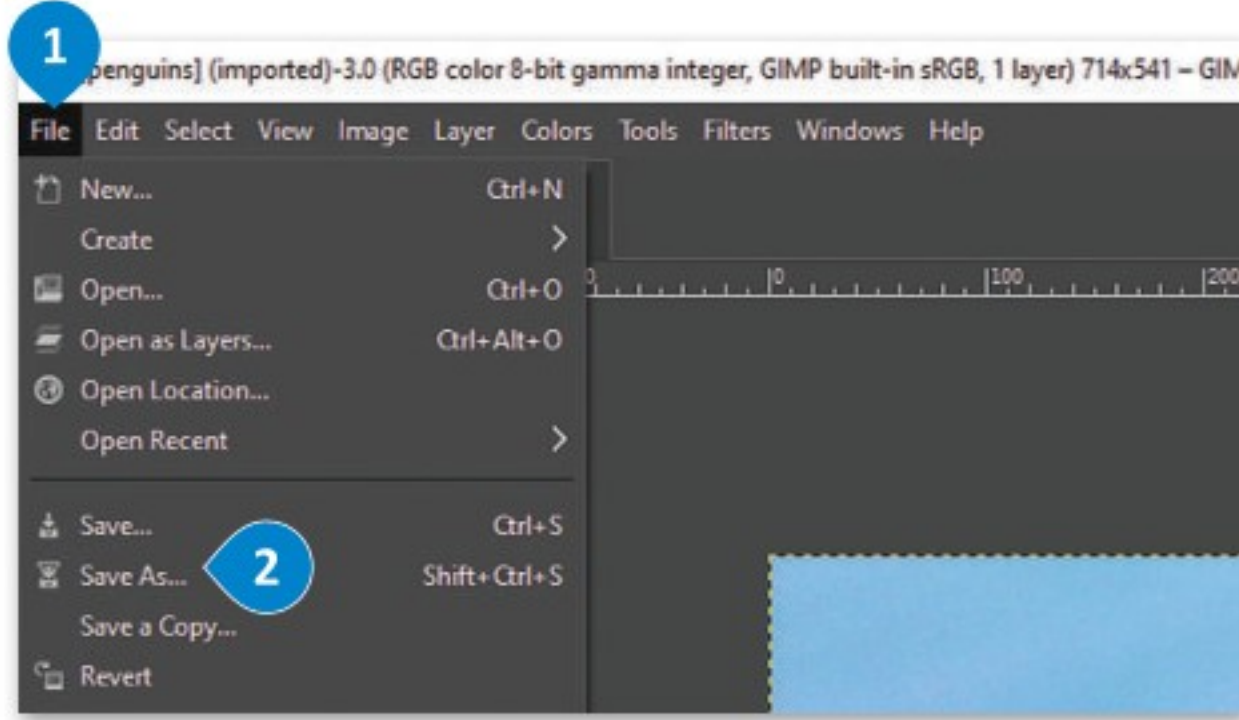 1
penguins] (imported)-3.0 (RGB color 8-bit gamma integer, GIMP built-in sRGB, 1 layer) 714x541 – GIM
File Edit Select View Image Layer Colors Tools Filters Windows Help
New... Ctrl+N
Create
Open... Ctrl+O
0 100 200
Open as Layers... Ctrl+Alt+O
Open Location...
Open Recent
Save... Ctrl+S
Save As... 2 Shift+Ctrl+S
Save a Copy...
Revert